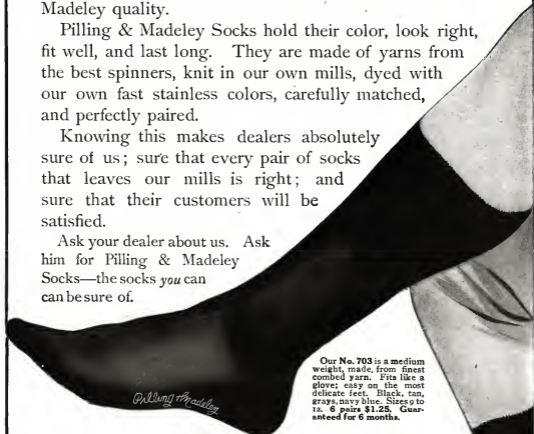 Madeley quality.
Pilling & Madeley Socks hold their color, look right,
fit well, and last long. They are made of yarns from
the best spinners, knit in our own mills, dyed with
our own fast stainless colors, carefully matched,
and perfectly paired.
Knowing this makes dealers absolutely
sure of us; sure that every pair of socks
that leaves our mills is right; and
sure that their customers will be
satisfied.
Ask your dealer about us. Ask
him for Pilling & Madeley
Socks—the socks you can
can be sure of.
Our No. 703 is a medium
weight, made, from finest
combed yarn. Fits like a
glove; easy on the most
delicate feet. Black, tan,
grays, navy blue. Sizes 9 to
12. 6 pairs $1.25. Guar-
anteed for 6 months.
Pilling & Madeley